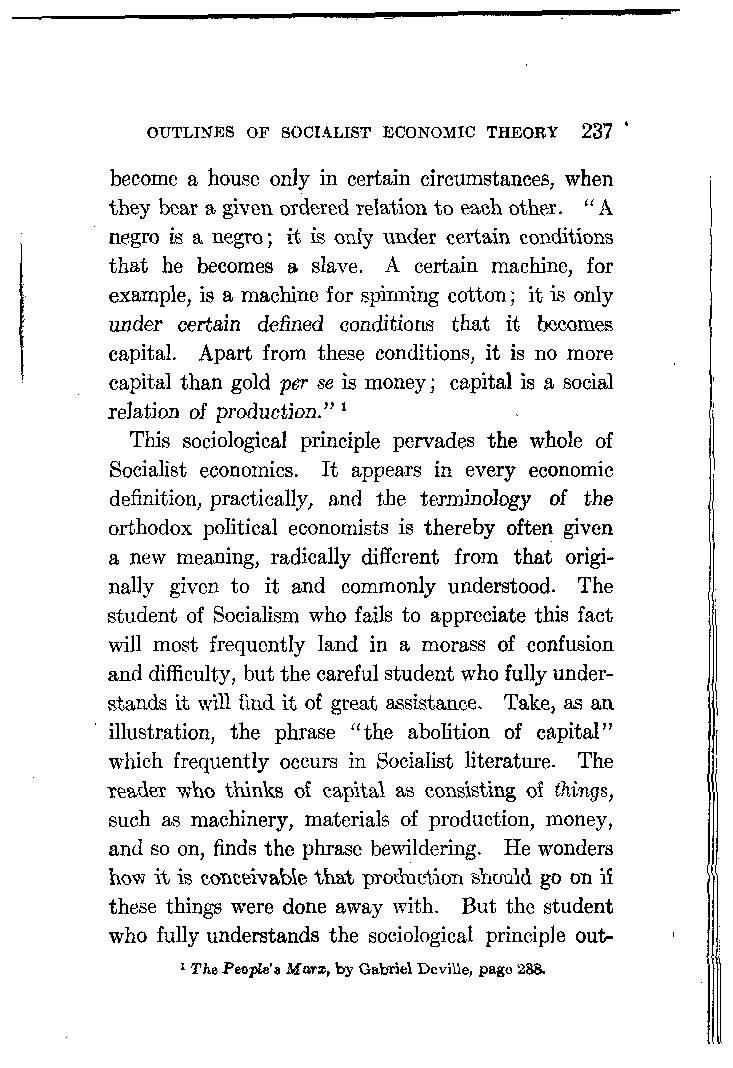 OUTLINES OF SOCIALIST ECONOMIC THEORY 237
become a house only in certain circumstances, when
they bear a given ordered relation to each other. "A
negro is a negro; it is only under certain conditions
that he becomes a slave. A certain machine, for
example, is a machine for spinning cotton; it is only
under certain defined conditions that it becomes
capital. Apart from these conditions, it is no more
capital than gold per se is money; capital is a social
relation of production." 1
This sociological principle pervades the whole of
Socialist economics. It appears in every economic
definition, practically, and the terminology of the
orthodox political economists is thereby often given
a new meaning, radically different from that origi-
nally given to it and commonly understood. The
student of Socialism who fails to appreciate this fact
will most frequently land in a morass of confusion
and difficulty, but the careful student who fully under-
stands it will find it of great assistance. Take, as an
illustration, the phrase "the abolition of capital"
which frequently occurs in Socialist literature. The
reader who thinks of capital as consisting of things,
such as machinery, materials of production, money,
and so on, finds the phrase bewildering. He wonders
how it is conceivable that production should go on if
these things were done away with. But the student
who fully understands the sociological principle out-
1 The People's Marx, by Gabriel Deville, page 288.